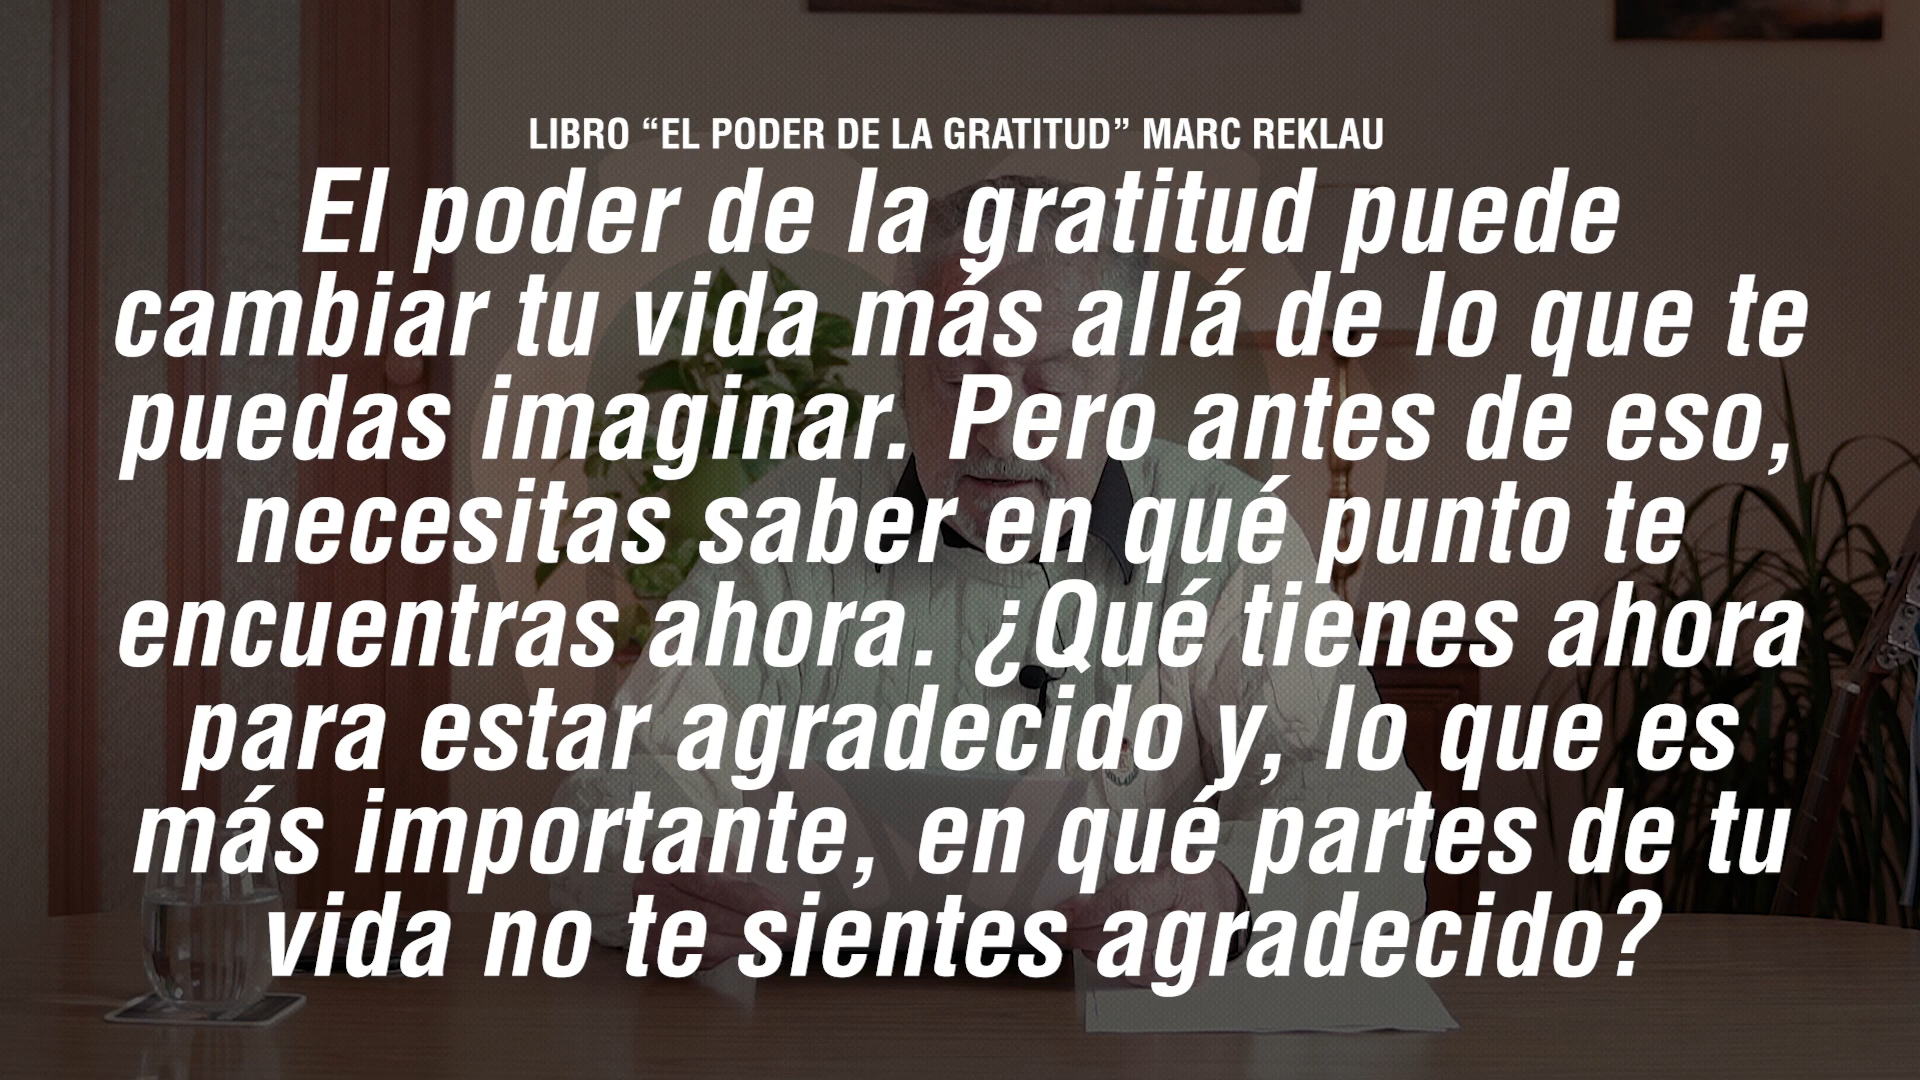 LIBRO “EL PODER DE LA GRATITUD” MARC REKLAU
El poder de la gratitud puede
cambiar tu vida más allá de lo que te
puedas imaginar. Pero antes de eso,
necesitas saber en qué punto te
encuentras ahora. ¿Qué tienes ahora
para estar agradecido y, lo que es
más importante, en qué partes de tu
vida no te sientes agradecido?